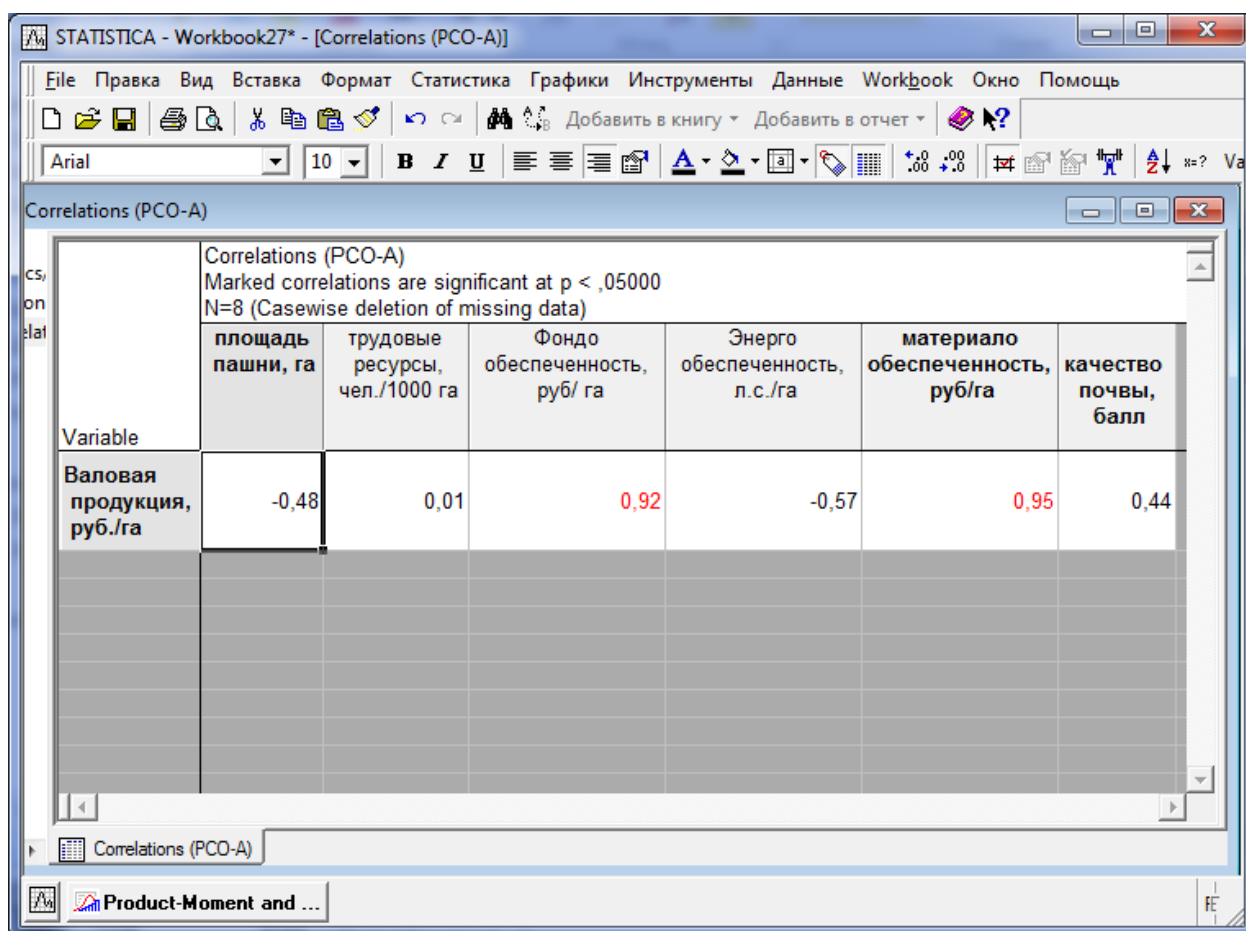 STATISTICA - Workbook27* - [Correlations (PCO-A)]
File Правка Вид Вставка Формат Статистика Графики Инструменты Данные Workbook Окно Помощь
Добавить в книгу Добавить в отчет
Arial 10 B I U Va
Correlations (PCO-A)
Correlations (PCO-A)
cs/
Marked correlations are significant at p < ,05000
on
N=8 (Casewise deletion of missing data)
elat
площадь трудовые Фондо Энерго материало
пашни, га ресурсы, обеспеченность, обеспеченность, обеспеченность, качество
чел./1000 га руб/ га л.с./га руб/га почвы,
балл
Variable
Валовая
продукция, -0,48 0,01 0,92 -0,57 0,95 0,44
руб./га
Correlations (PCO-A)
Product-Moment and ...